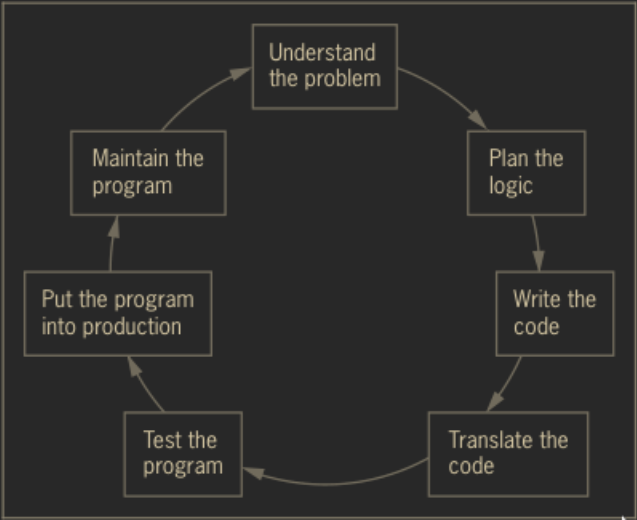 Understand
the problem
Plan the
logic
Write the
code
Translate the
code
Test the
program
Put the program
into production
Maintain the
program